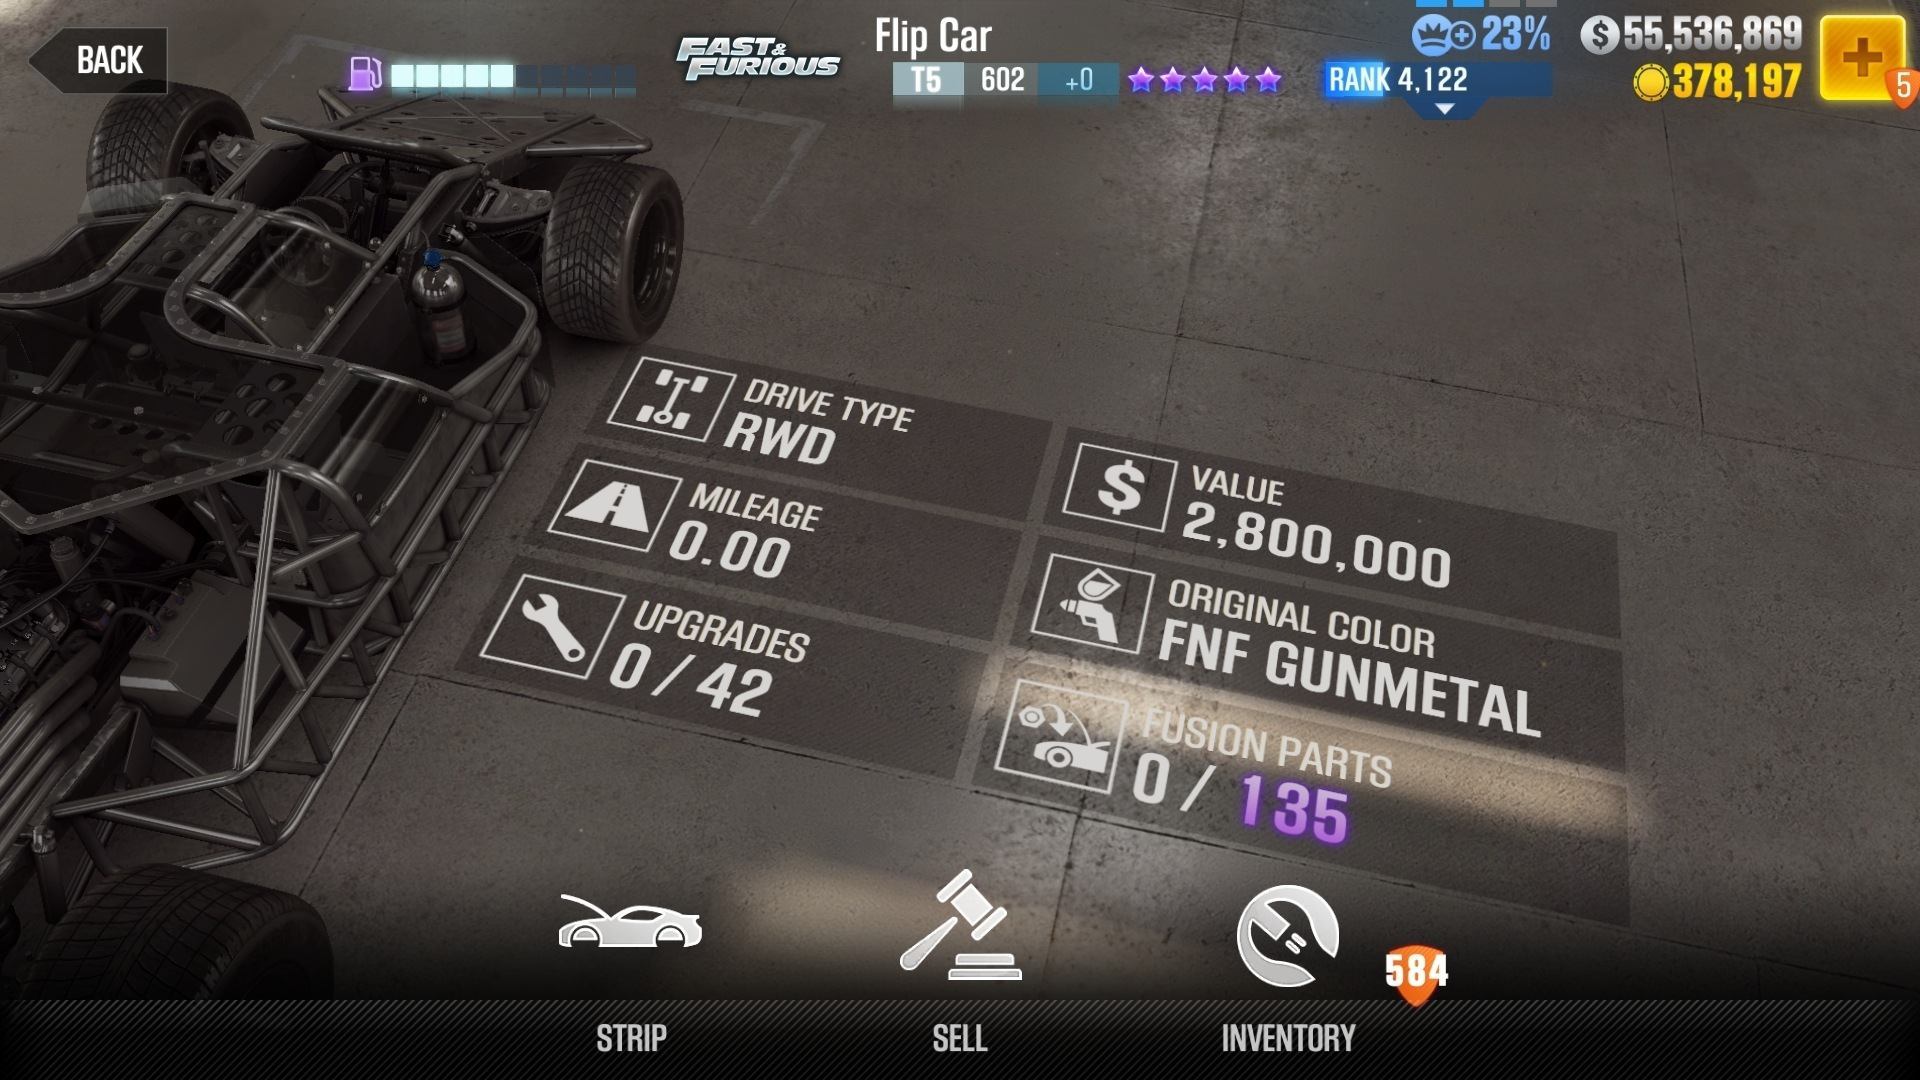 BACK
FAST & FURIOUS
Flip Car
T5 602 +0
23%
RANK 4,122
$ 55,536,869
378,197
5
DRIVE TYPE
RWD
MILEAGE
0.00
UPGRADES
0 / 42
$ VALUE
2,800,000
ORIGINAL COLOR
FNF GUNMETAL
FUSION PARTS
0 / 135
584
STRIP
SELL
INVENTORY